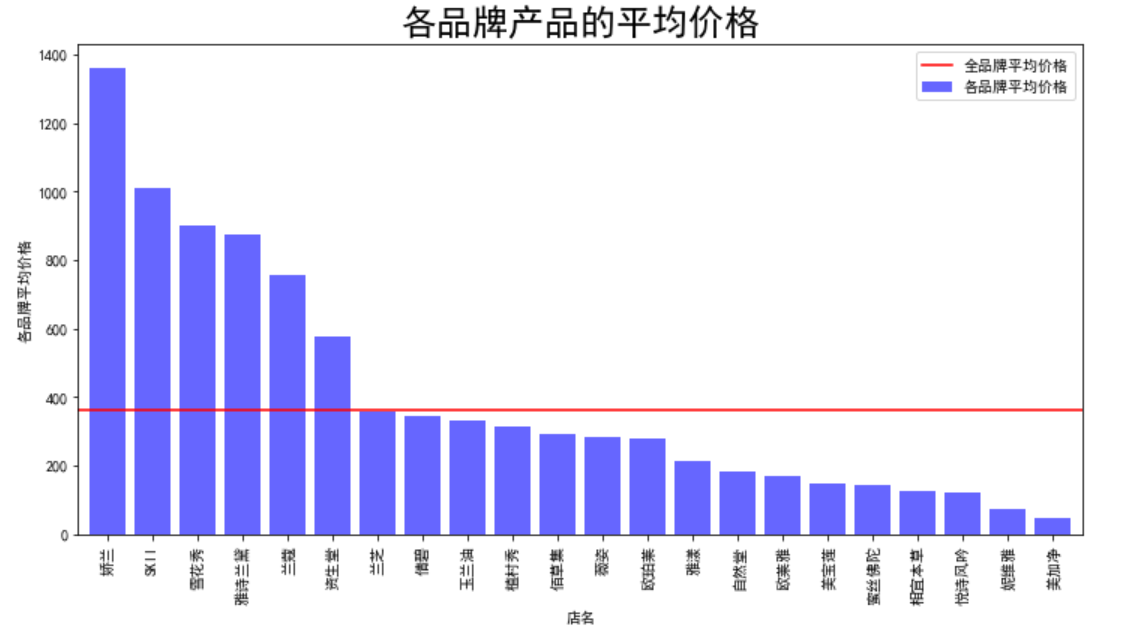 各品牌产品的平均价格
全品牌平均价格
各品牌平均价格
1400
1200
1000
800
600
400
200
0
各品牌平均价格
娇兰
SKII
雪花秀
雅诗兰黛
兰蔻
资生堂
兰芝
倩碧
玉兰油
植村秀
佰草集
薇姿
欧珀莱
雅漾
自然堂
欧莱雅
美宝莲
蜜丝佛陀
相宜本草
悦诗风吟
妮维雅
美加净
店名